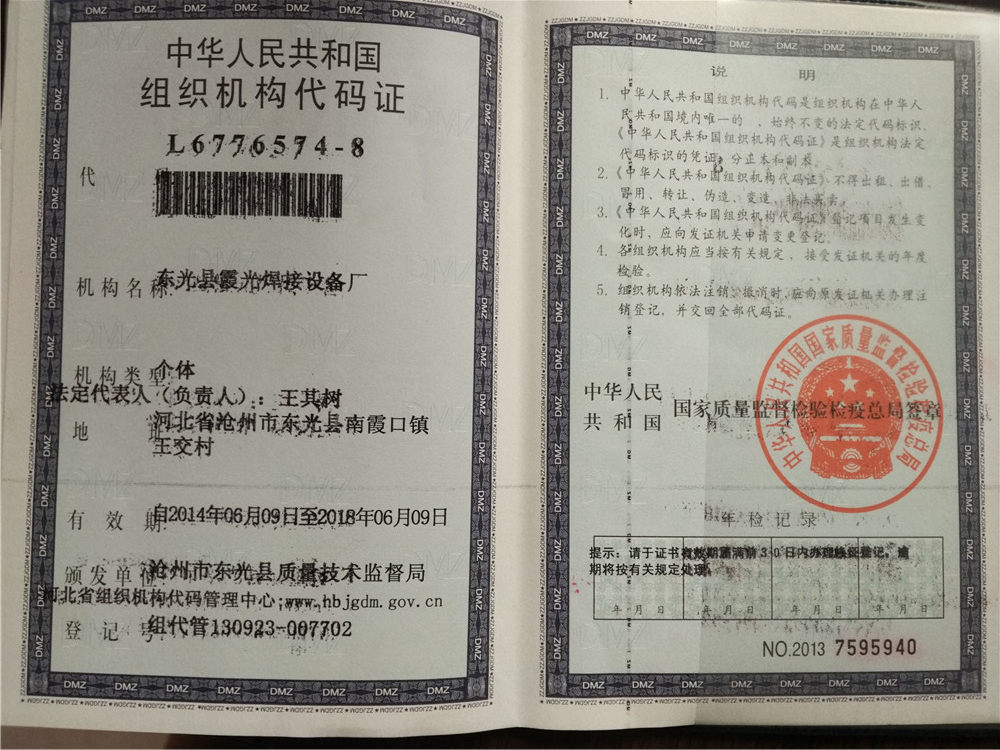 中华人民共和国
组织机构代码证
L6776574-8
代
机构名称 东光县霞光焊接设备厂
机构类型 个体
法定代表人（负责人）：王其树
地 河北省沧州市东光县南霞口镇
王交村
有效期 自2014年06月09日至2018年06月09日
颁发单位 沧州市东光县质量技术监督局
河北省组织机构代码管理中心:www.hbjgdm.gov.cn
登记号 组代管130923-007702
说 明
1. 中华人民共和国组织机构代码是组织机构在中华人
民共和国境内唯一的、始终不变的法定代码标识、
《中华人民共和国组织机构代码证》是组织机构法定
代码标识的凭证，分正本和副本。
2. 《中华人民共和国组织机构代码证》不得出租、出借、
冒用、转让、伪造、变造、非法买卖。
3. 《中华人民共和国组织机构代码证》登记项目发生变
化时，应向发证机关申请变更登记。
4. 各组织机构应当按有关规定，接受发证机关的年度
检验。
5. 组织机构依法注销、撤消时，应向原发证机关办理注
销登记，并交回全部代码证。
中华人民
共和国 国家质量监督检验检疫总局签章
中华人民共和国国家质量监督检验检疫总局
年检记录
提示：请于证书有效期届满前30日内办理换证登记，逾
期将按有关规定处理。
年 月 日 年 月 日 年 月 日 年 月 日
NO.2013 7595940